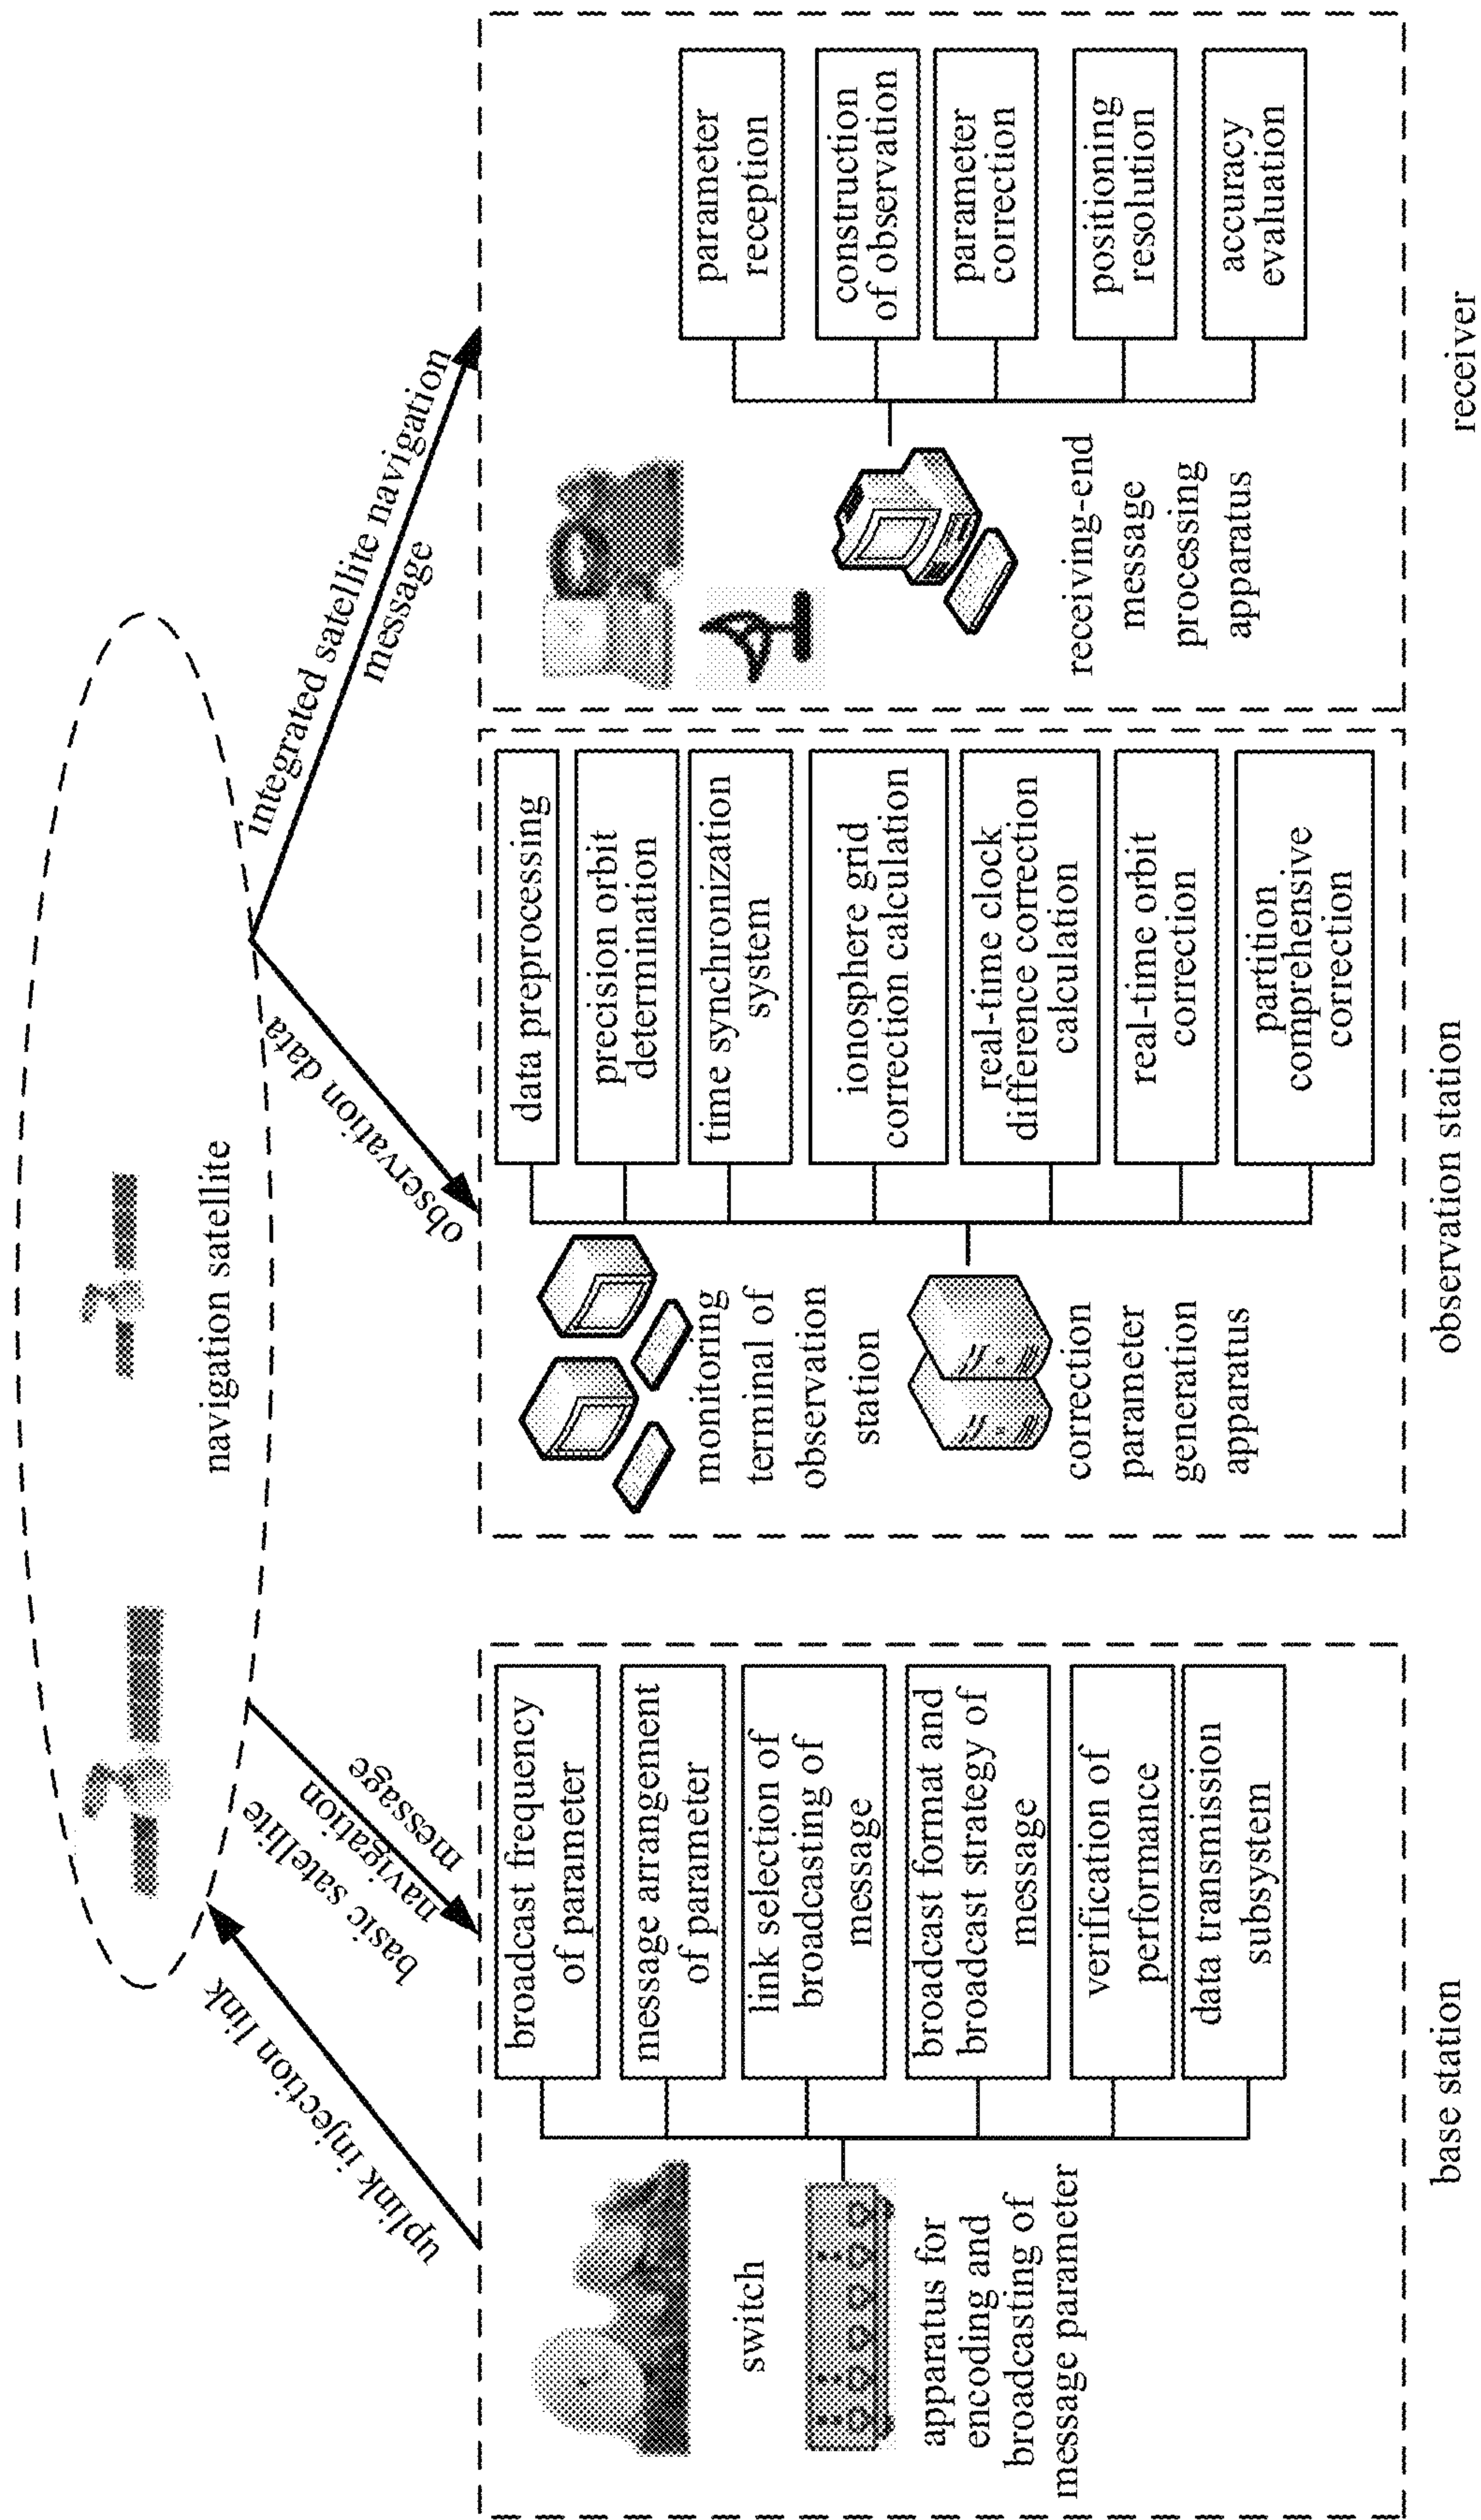 navigation satellite
uplink injection link
basic satellite
navigation
message
observation data
Integrated satellite navigation
message
switch
apparatus for
encoding and
broadcasting of
message parameter
broadcast frequency
of parameter
message arrangement
of parameter
link selection of
broadcasting of
message
broadcast format and
broadcast strategy of
message
verification of
performance
data transmission
subsystem
base station
monitoring
terminal of
observation
station
correction
parameter
generation
apparatus
data preprocessing
precision orbit
determination
time synchronization
system
ionosphere grid
correction calculation
real-time clock
difference correction
calculation
real-time orbit
correction
partition
comprehensive
correction
observation station
receiving-end
message
processing
apparatus
parameter
reception
construction
of observation
parameter
correction
positioning
resolution
accuracy
evaluation
receiver